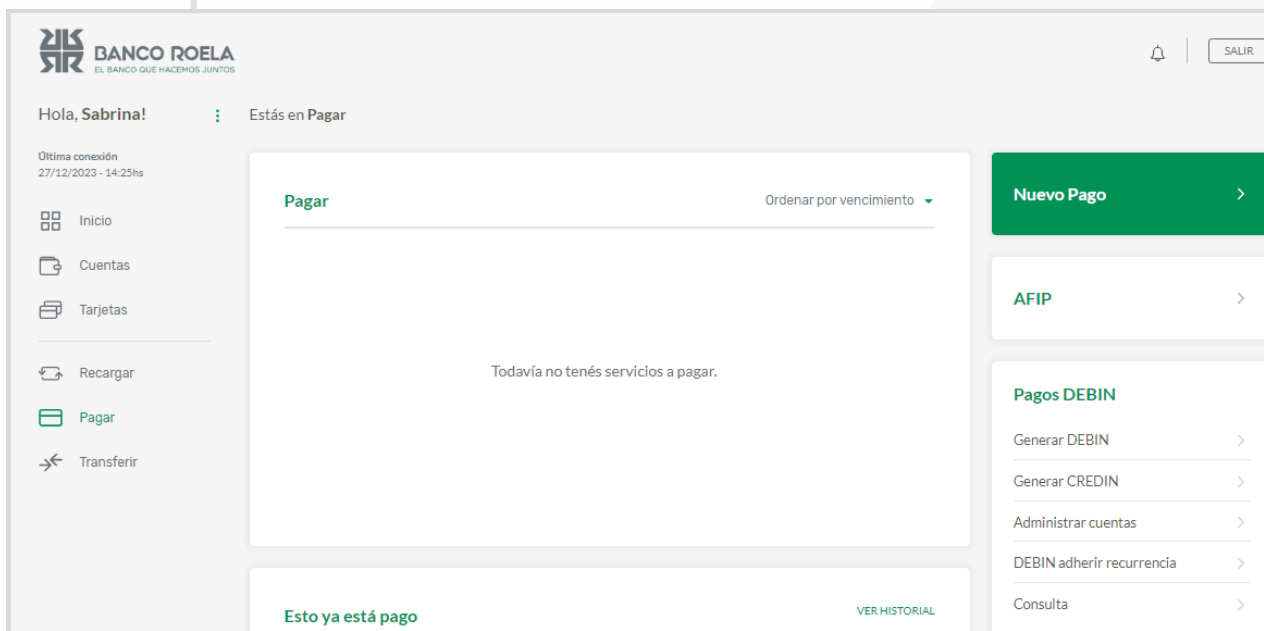 BANCO ROELA
EL BANCO QUE HACEMOS JUNTOS
SALIR
Hola, Sabrina!
Estás en Pagar
Última conexión
27/12/2023 - 14:25hs
Inicio
Cuentas
Tarjetas
Recargar
Pagar
Transferir
Pagar
Ordenar por vencimiento
Todavía no tenés servicios a pagar.
Esto ya está pago
VER HISTORIAL
Nuevo Pago
AFIP
Pagos DEBIN
Generar DEBIN
Generar CREDIN
Administrar cuentas
DEBIN adherir recurrencia
Consulta